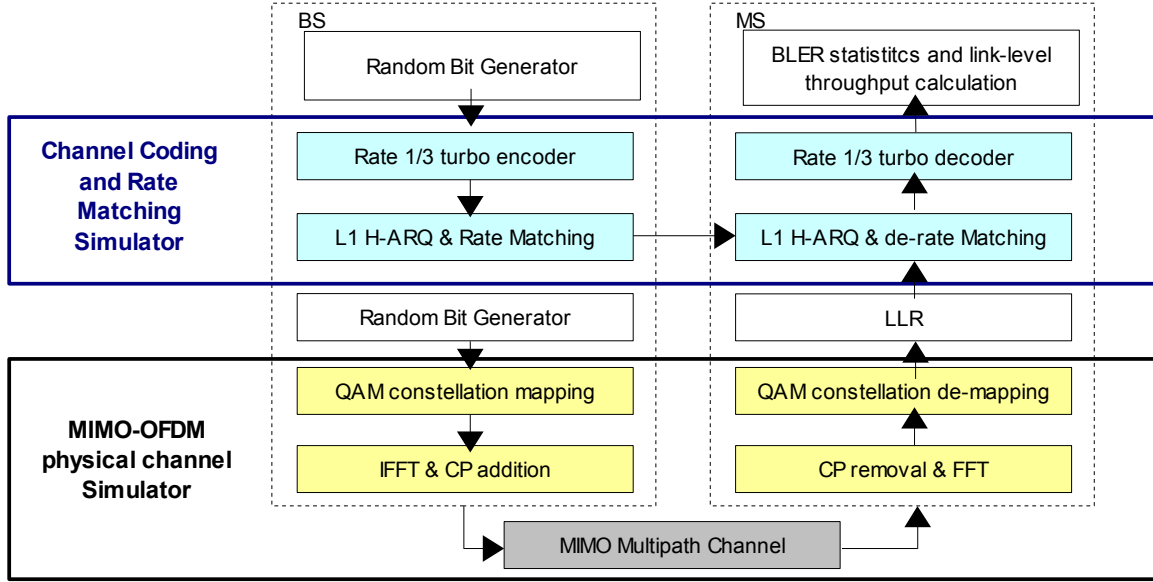 BS
MS
Random Bit Generator
BLER statistitcs and link-level
throughput calculation
Channel Coding
and Rate
Matching
Simulator
Rate 1/3 turbo encoder
Rate 1/3 turbo decoder
L1 H-ARQ & Rate Matching
L1 H-ARQ & de-rate Matching
Random Bit Generator
LLR
MIMO-OFDM
physical channel
Simulator
QAM constellation mapping
QAM constellation de-mapping
IFFT & CP addition
CP removal & FFT
MIMO Multipath Channel